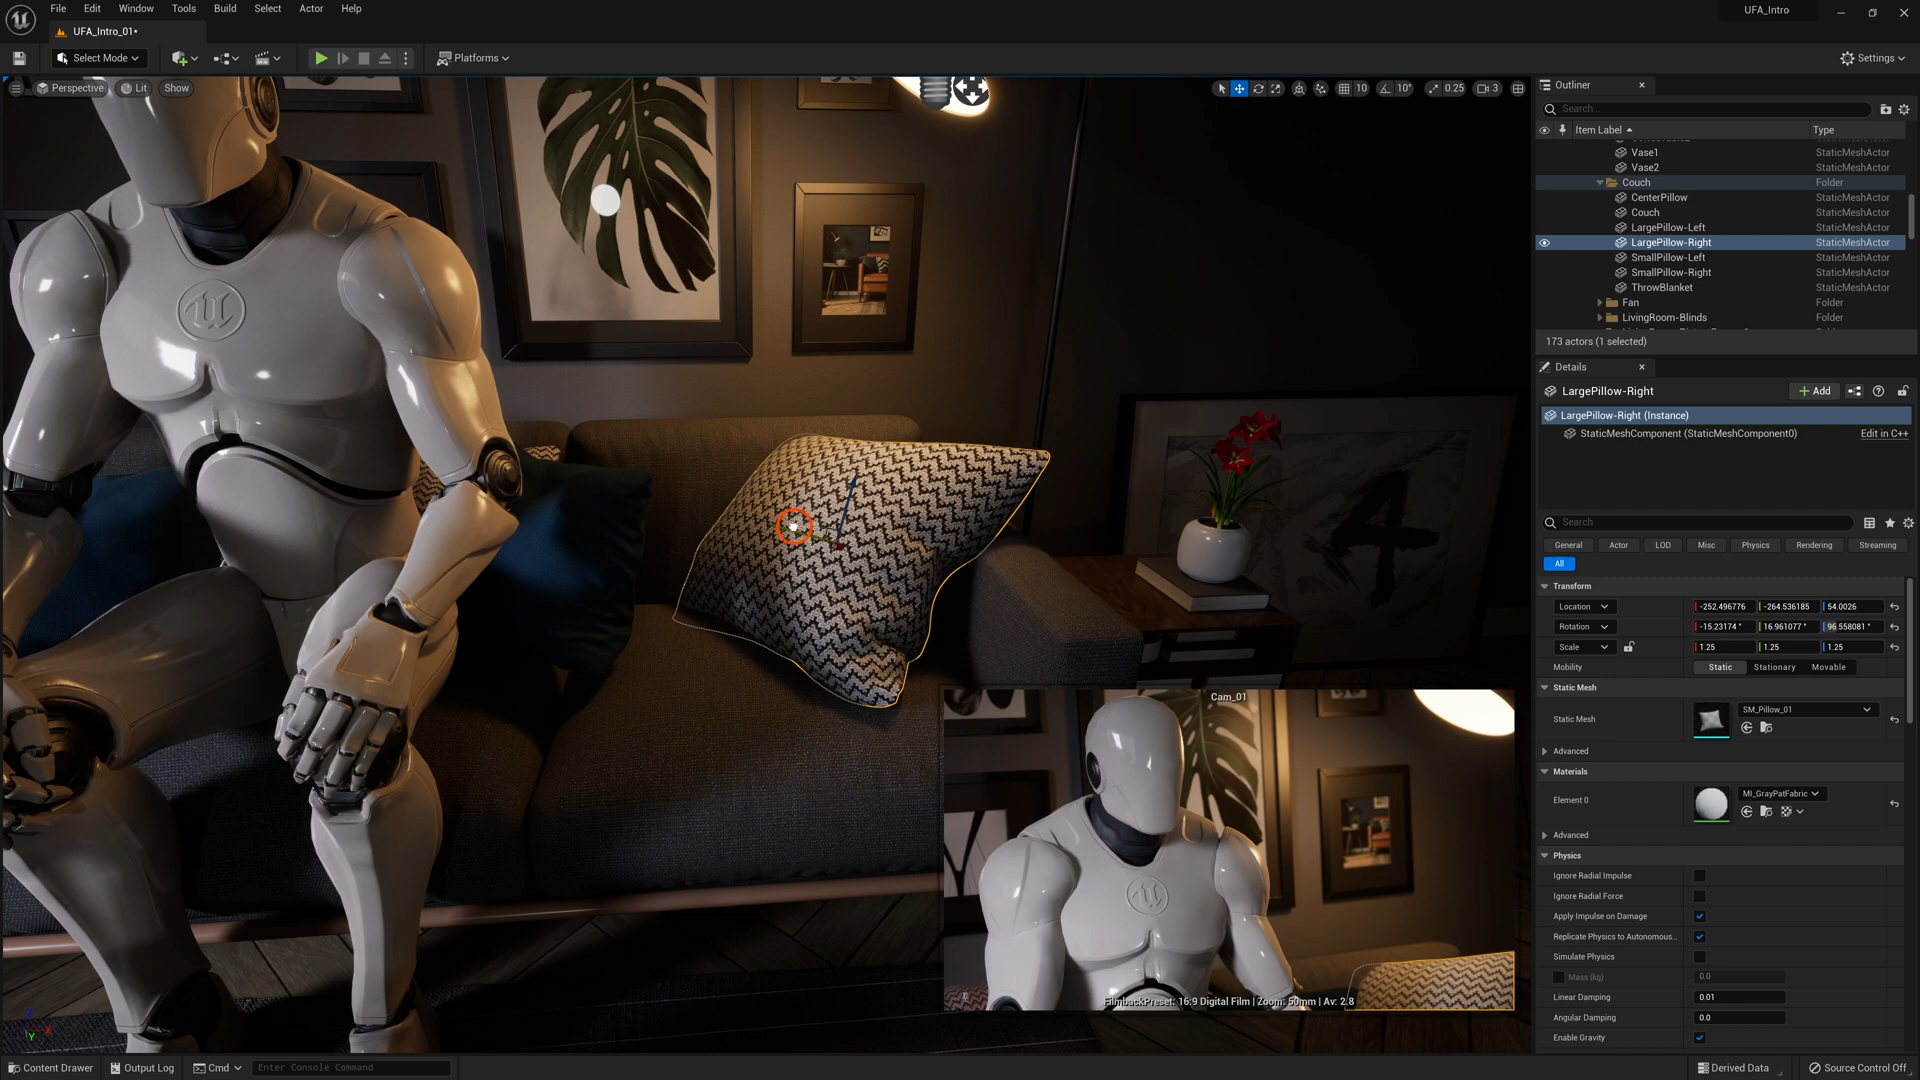 File Edit Window Tools Build Select Actor Help
UFA_Intro
UFA_Intro_01*
Select Mode
Platforms
Settings
Perspective Lit Show
10 10° 0.25 3
Outliner
Search...
Item Label Type
Vase1 StaticMeshActor
Vase2 StaticMeshActor
Couch Folder
CenterPillow StaticMeshActor
Couch StaticMeshActor
LargePillow-Left StaticMeshActor
LargePillow-Right StaticMeshActor
SmallPillow-Left StaticMeshActor
SmallPillow-Right StaticMeshActor
ThrowBlanket StaticMeshActor
Fan Folder
LivingRoom-Blinds Folder
173 actors (1 selected)
Details
LargePillow-Right
Add
LargePillow-Right (Instance)
StaticMeshComponent (StaticMeshComponent0) Edit in C++
Search
General Actor LOD Misc Physics Rendering Streaming
All
Transform
Location -252.496776 -264.536185 54.0026
Rotation -15.23174° 16.961077° 96.558081°
Scale 1.25 1.25 1.25
Mobility Static Stationary Movable
Static Mesh
Static Mesh SM_Pillow_01
Advanced
Materials
Element 0 MI_GrayPatFabric
Advanced
Physics
Ignore Radial Impulse
Ignore Radial Force
Apply Impulse on Damage
Replicate Physics to Autonomous...
Simulate Physics
Mass (kg) 0.0
Linear Damping 0.01
Angular Damping 0.0
Enable Gravity
4
Cam_01
FilmbackPreset: 16:9 Digital Film | Zoom: 50mm | Av: 2.8
Z
Y X
Content Drawer Output Log Cmd Enter Console Command
Derived Data Source Control Off